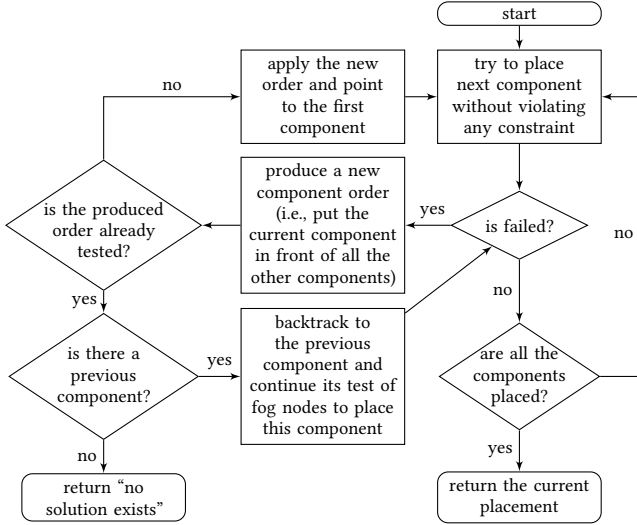 start
try to place
next component
without violating
any constraint
apply the new
order and point
to the first
component
no
produce a new
component order
(i.e., put the
current component
in front of all the
other components)
yes
is failed?
no
is the produced
order already
tested?
yes
no
is there a
previous
component?
yes
backtrack to
the previous
component and
continue its test of
fog nodes to place
this component
are all the
components
placed?
no
yes
return “no
solution exists”
return the current
placement